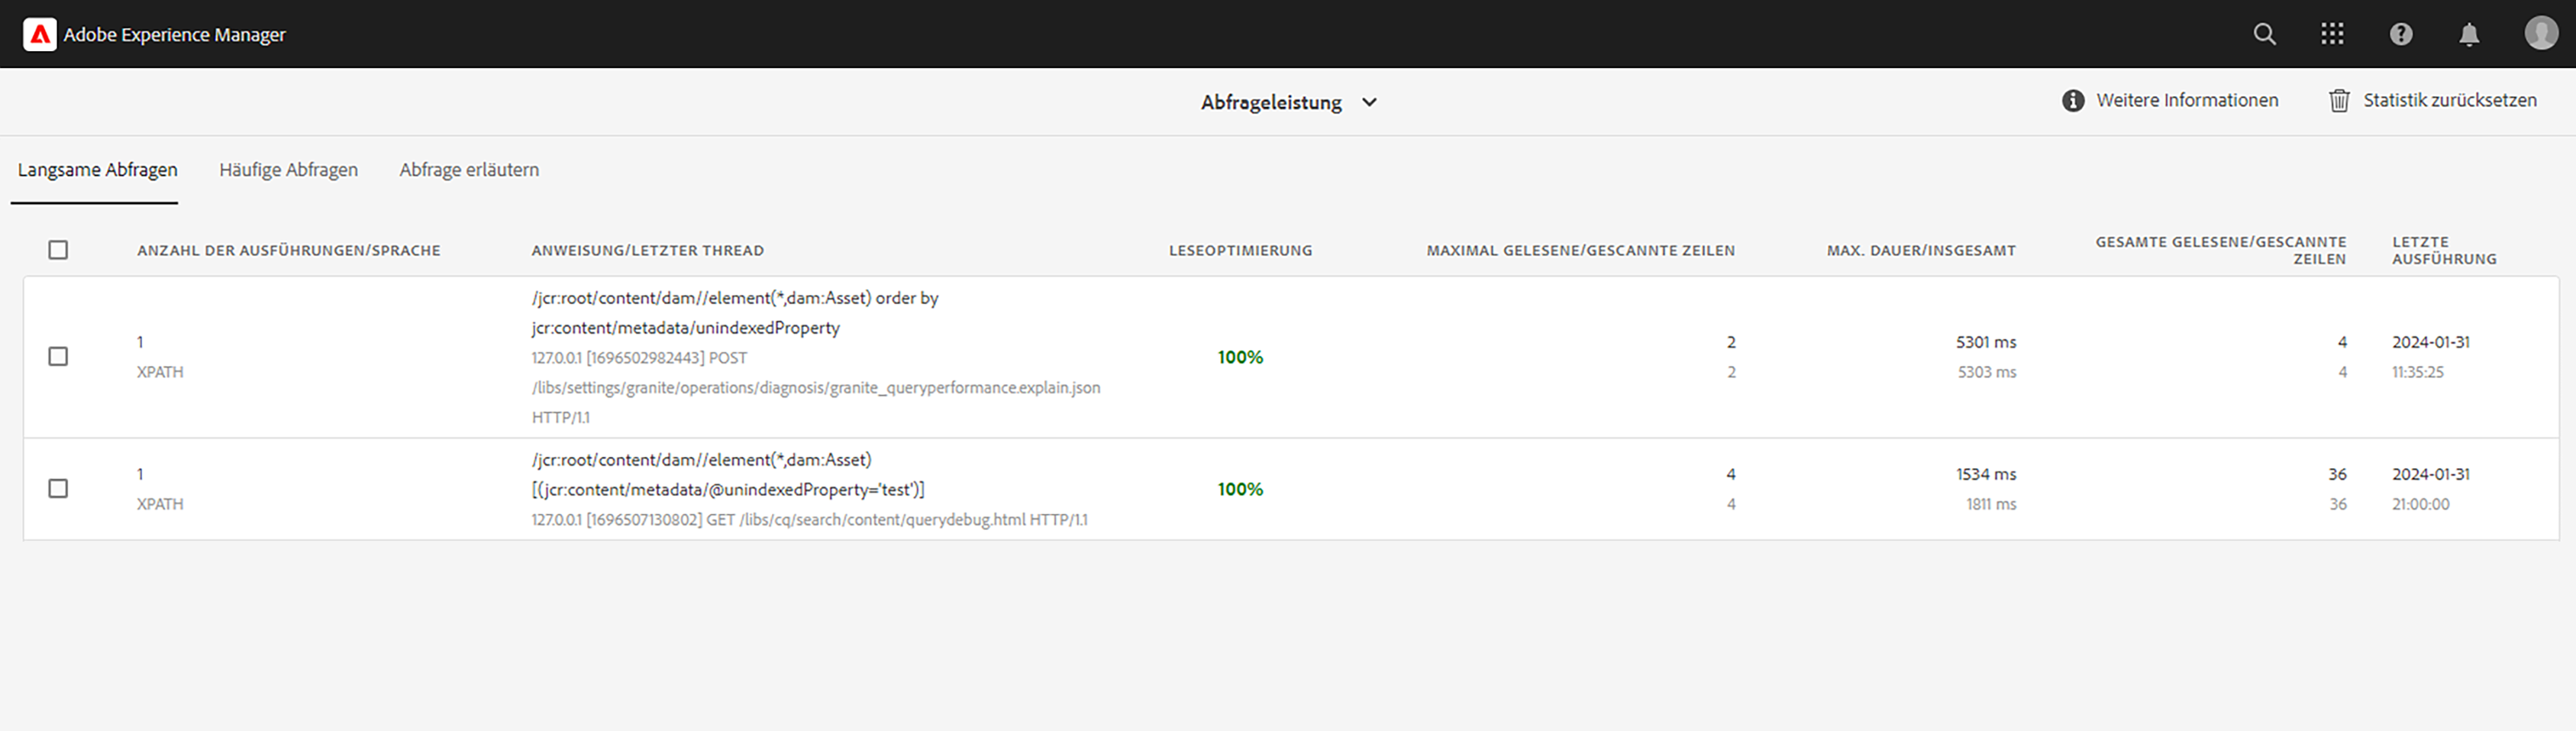 Adobe Experience Manager
Abfrageleistung
Weitere Informationen
Statistik zurücksetzen
Langsame Abfragen
Häufige Abfragen
Abfrage erläutern
ANZAHL DER AUSFÜHRUNGEN/SPRACHE
ANWEISUNG/LETZTER THREAD
LESEOPTIMIERUNG
MAXIMAL GELESENE/GESCANNTE ZEILEN
MAX. DAUER/INSGESAMT
GESAMTE GELESENE/GESCANNTE
ZEILEN
LETZTE
AUSFÜHRUNG
1
XPATH
/jcr:root/content/dam//element(*,dam:Asset) order by
jcr:content/metadata/unindexedProperty
127.0.0.1 [1696502982443] POST
/libs/settings/granite/operations/diagnosis/granite_queryperformance.explain.json
HTTP/1.1
100%
2
2
5301 ms
5303 ms
4
4
2024-01-31
11:35:25
1
XPATH
/jcr:root/content/dam//element(*,dam:Asset)
[(jcr:content/metadata/@unindexedProperty='test')]
127.0.0.1 [1696507130802] GET /libs/cq/search/content/querydebug.html HTTP/1.1
100%
4
4
1534 ms
1811 ms
36
36
2024-01-31
21:00:00